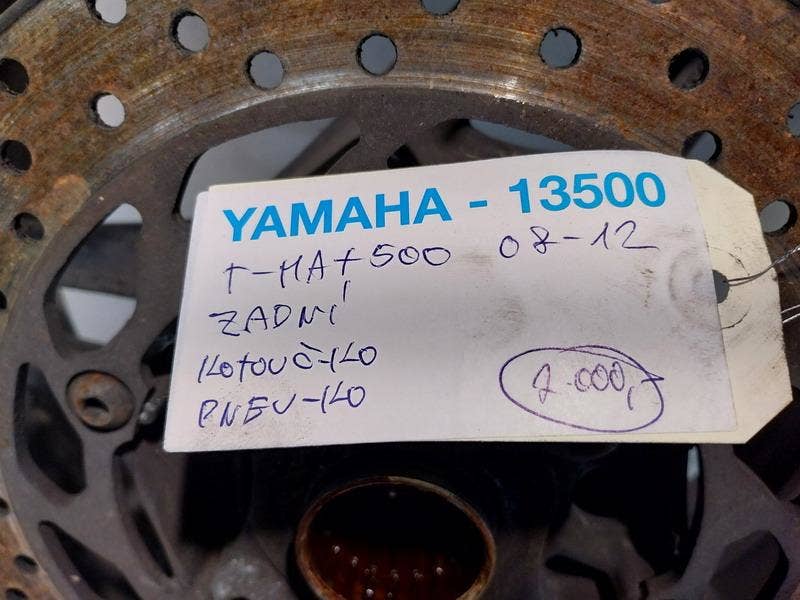 YAMAHA - 13500
T-MAX 500 08-12
ZADNÍ
KOTOUČ-KO
PNEU-KO
2.000,-